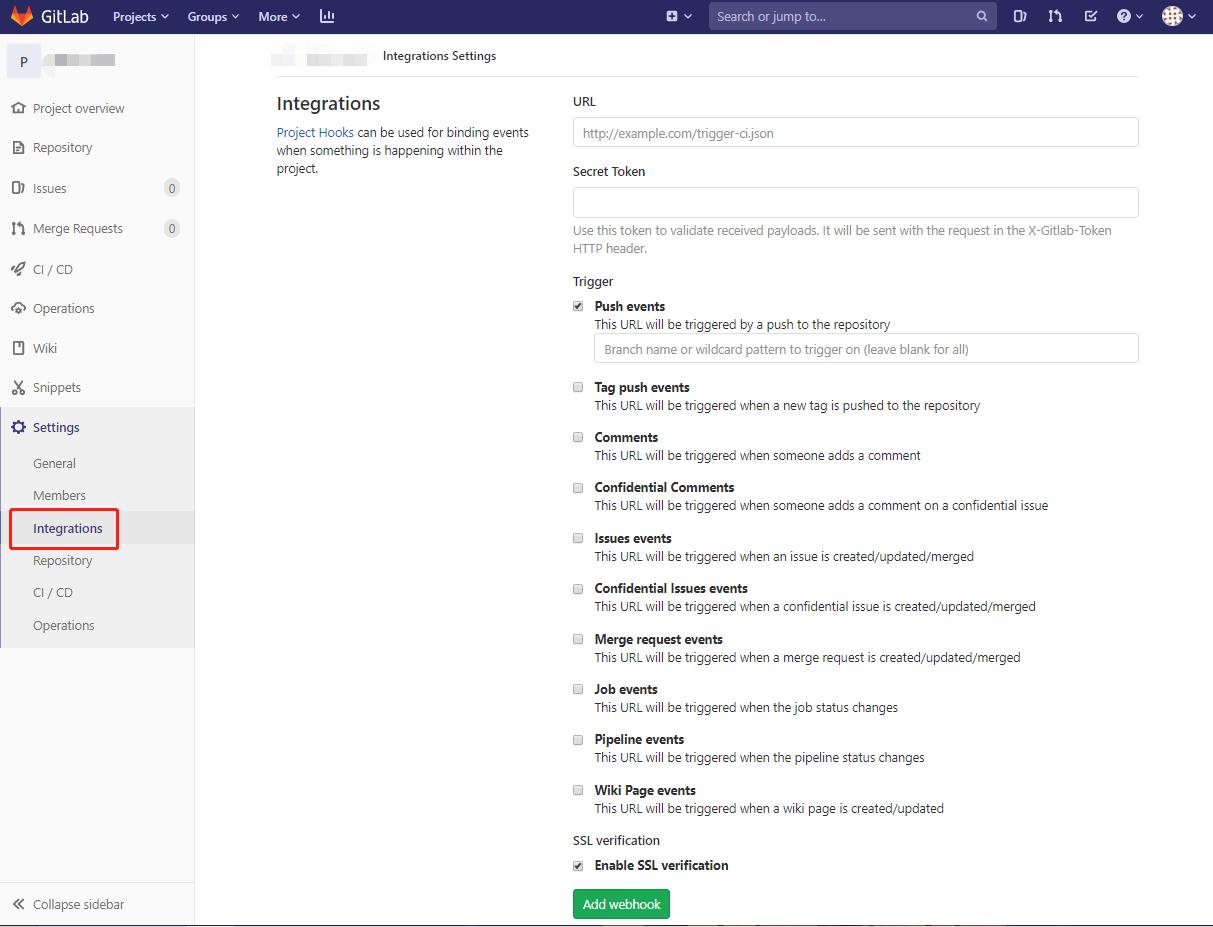 GitLab Projects Groups More Search or jump to...
P
Project overview
Repository
Issues 0
Merge Requests 0
CI / CD
Operations
Wiki
Snippets
Settings
General
Members
Integrations
Repository
CI / CD
Operations
Collapse sidebar
Integrations Settings
Integrations
Project Hooks can be used for binding events
when something is happening within the
project.
URL
http://example.com/trigger-ci.json
Secret Token
Use this token to validate received payloads. It will be sent with the request in the X-Gitlab-Token
HTTP header.
Trigger
Push events
This URL will be triggered by a push to the repository
Branch name or wildcard pattern to trigger on (leave blank for all)
Tag push events
This URL will be triggered when a new tag is pushed to the repository
Comments
This URL will be triggered when someone adds a comment
Confidential Comments
This URL will be triggered when someone adds a comment on a confidential issue
Issues events
This URL will be triggered when an issue is created/updated/merged
Confidential Issues events
This URL will be triggered when a confidential issue is created/updated/merged
Merge request events
This URL will be triggered when a merge request is created/updated/merged
Job events
This URL will be triggered when the job status changes
Pipeline events
This URL will be triggered when the pipeline status changes
Wiki Page events
This URL will be triggered when a wiki page is created/updated
SSL verification
Enable SSL verification
Add webhook